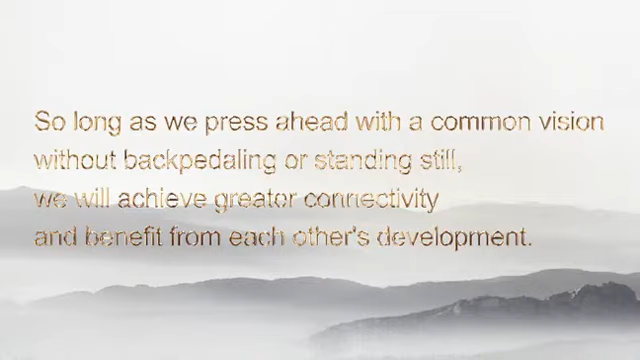 So long as we press ahead with a common vision
without backpedaling or standing still,
we will achieve greater connectivity
and benefit from each other's development.